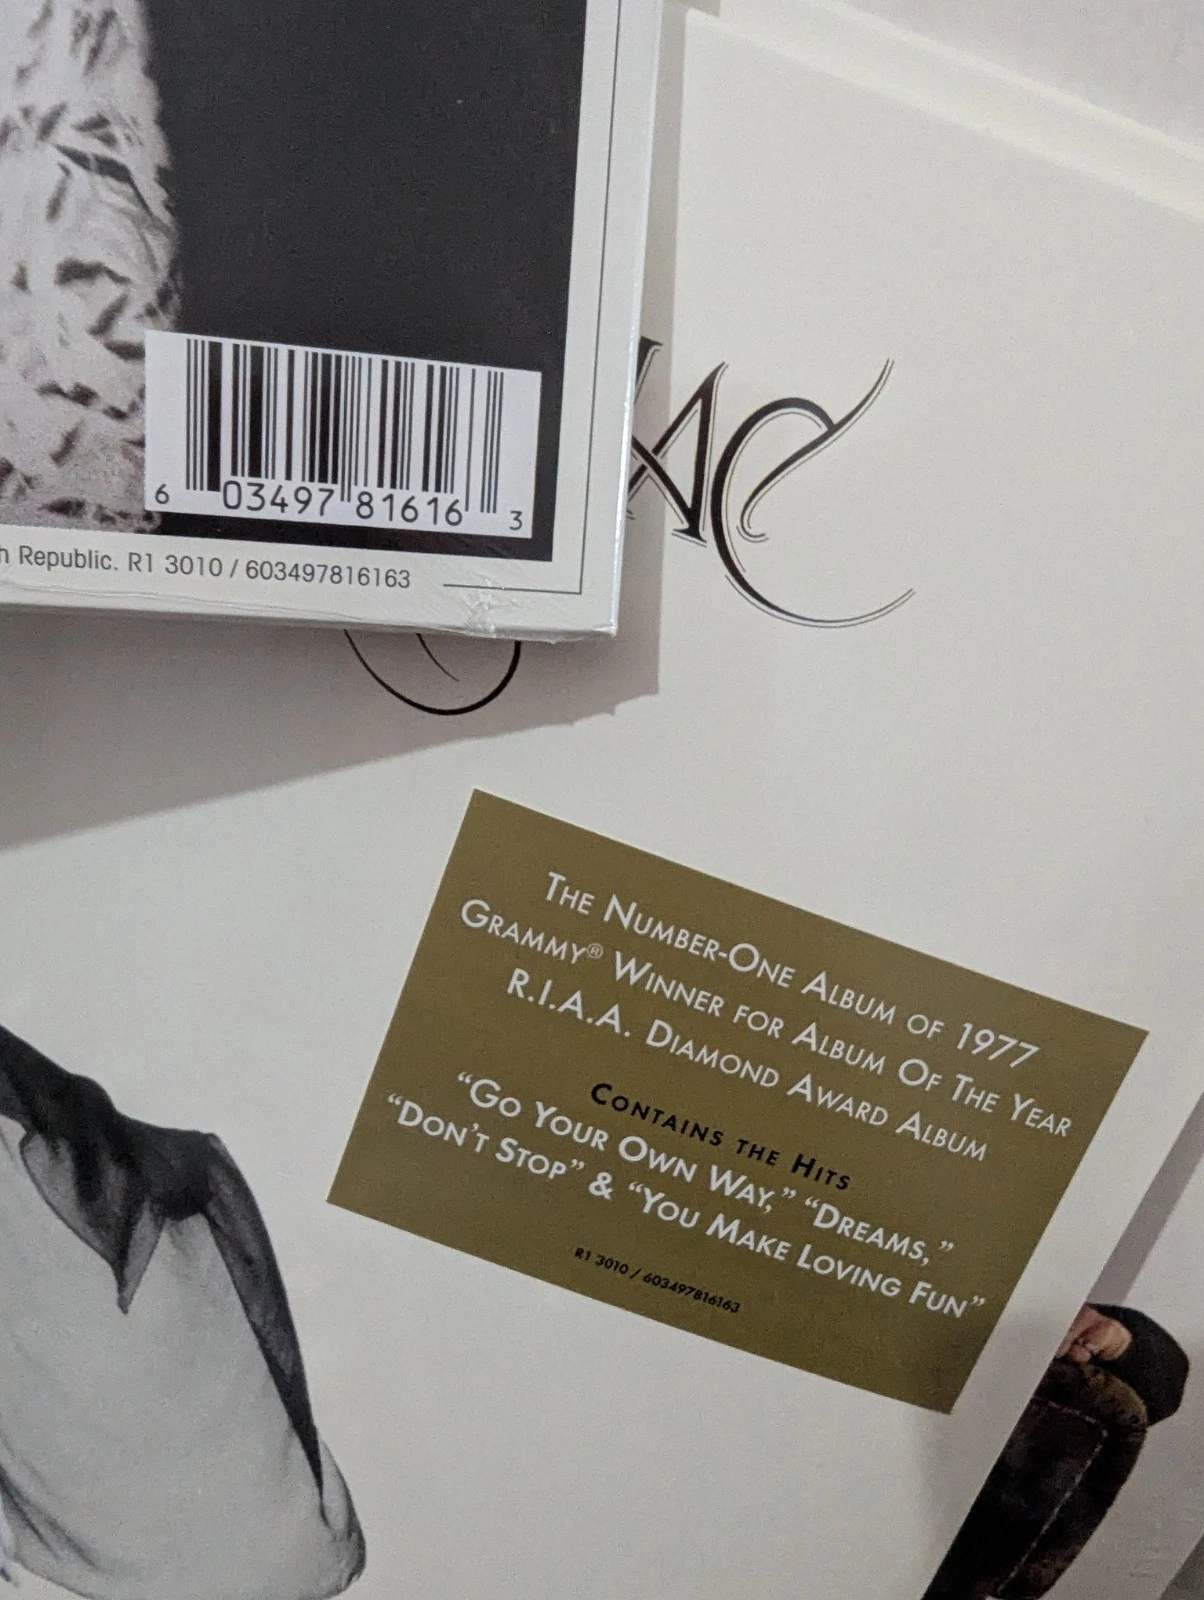 6 03497 81616 3
h Republic. R1 3010 / 603497816163
AC
THE NUMBER-ONE ALBUM OF 1977
GRAMMY® WINNER FOR ALBUM OF THE YEAR
R.I.A.A. DIAMOND AWARD ALBUM
CONTAINS THE HITS
“GO YOUR OWN WAY,” “DREAMS,”
“DON’T STOP” & “YOU MAKE LOVING FUN”
R1 3010 / 603497816163